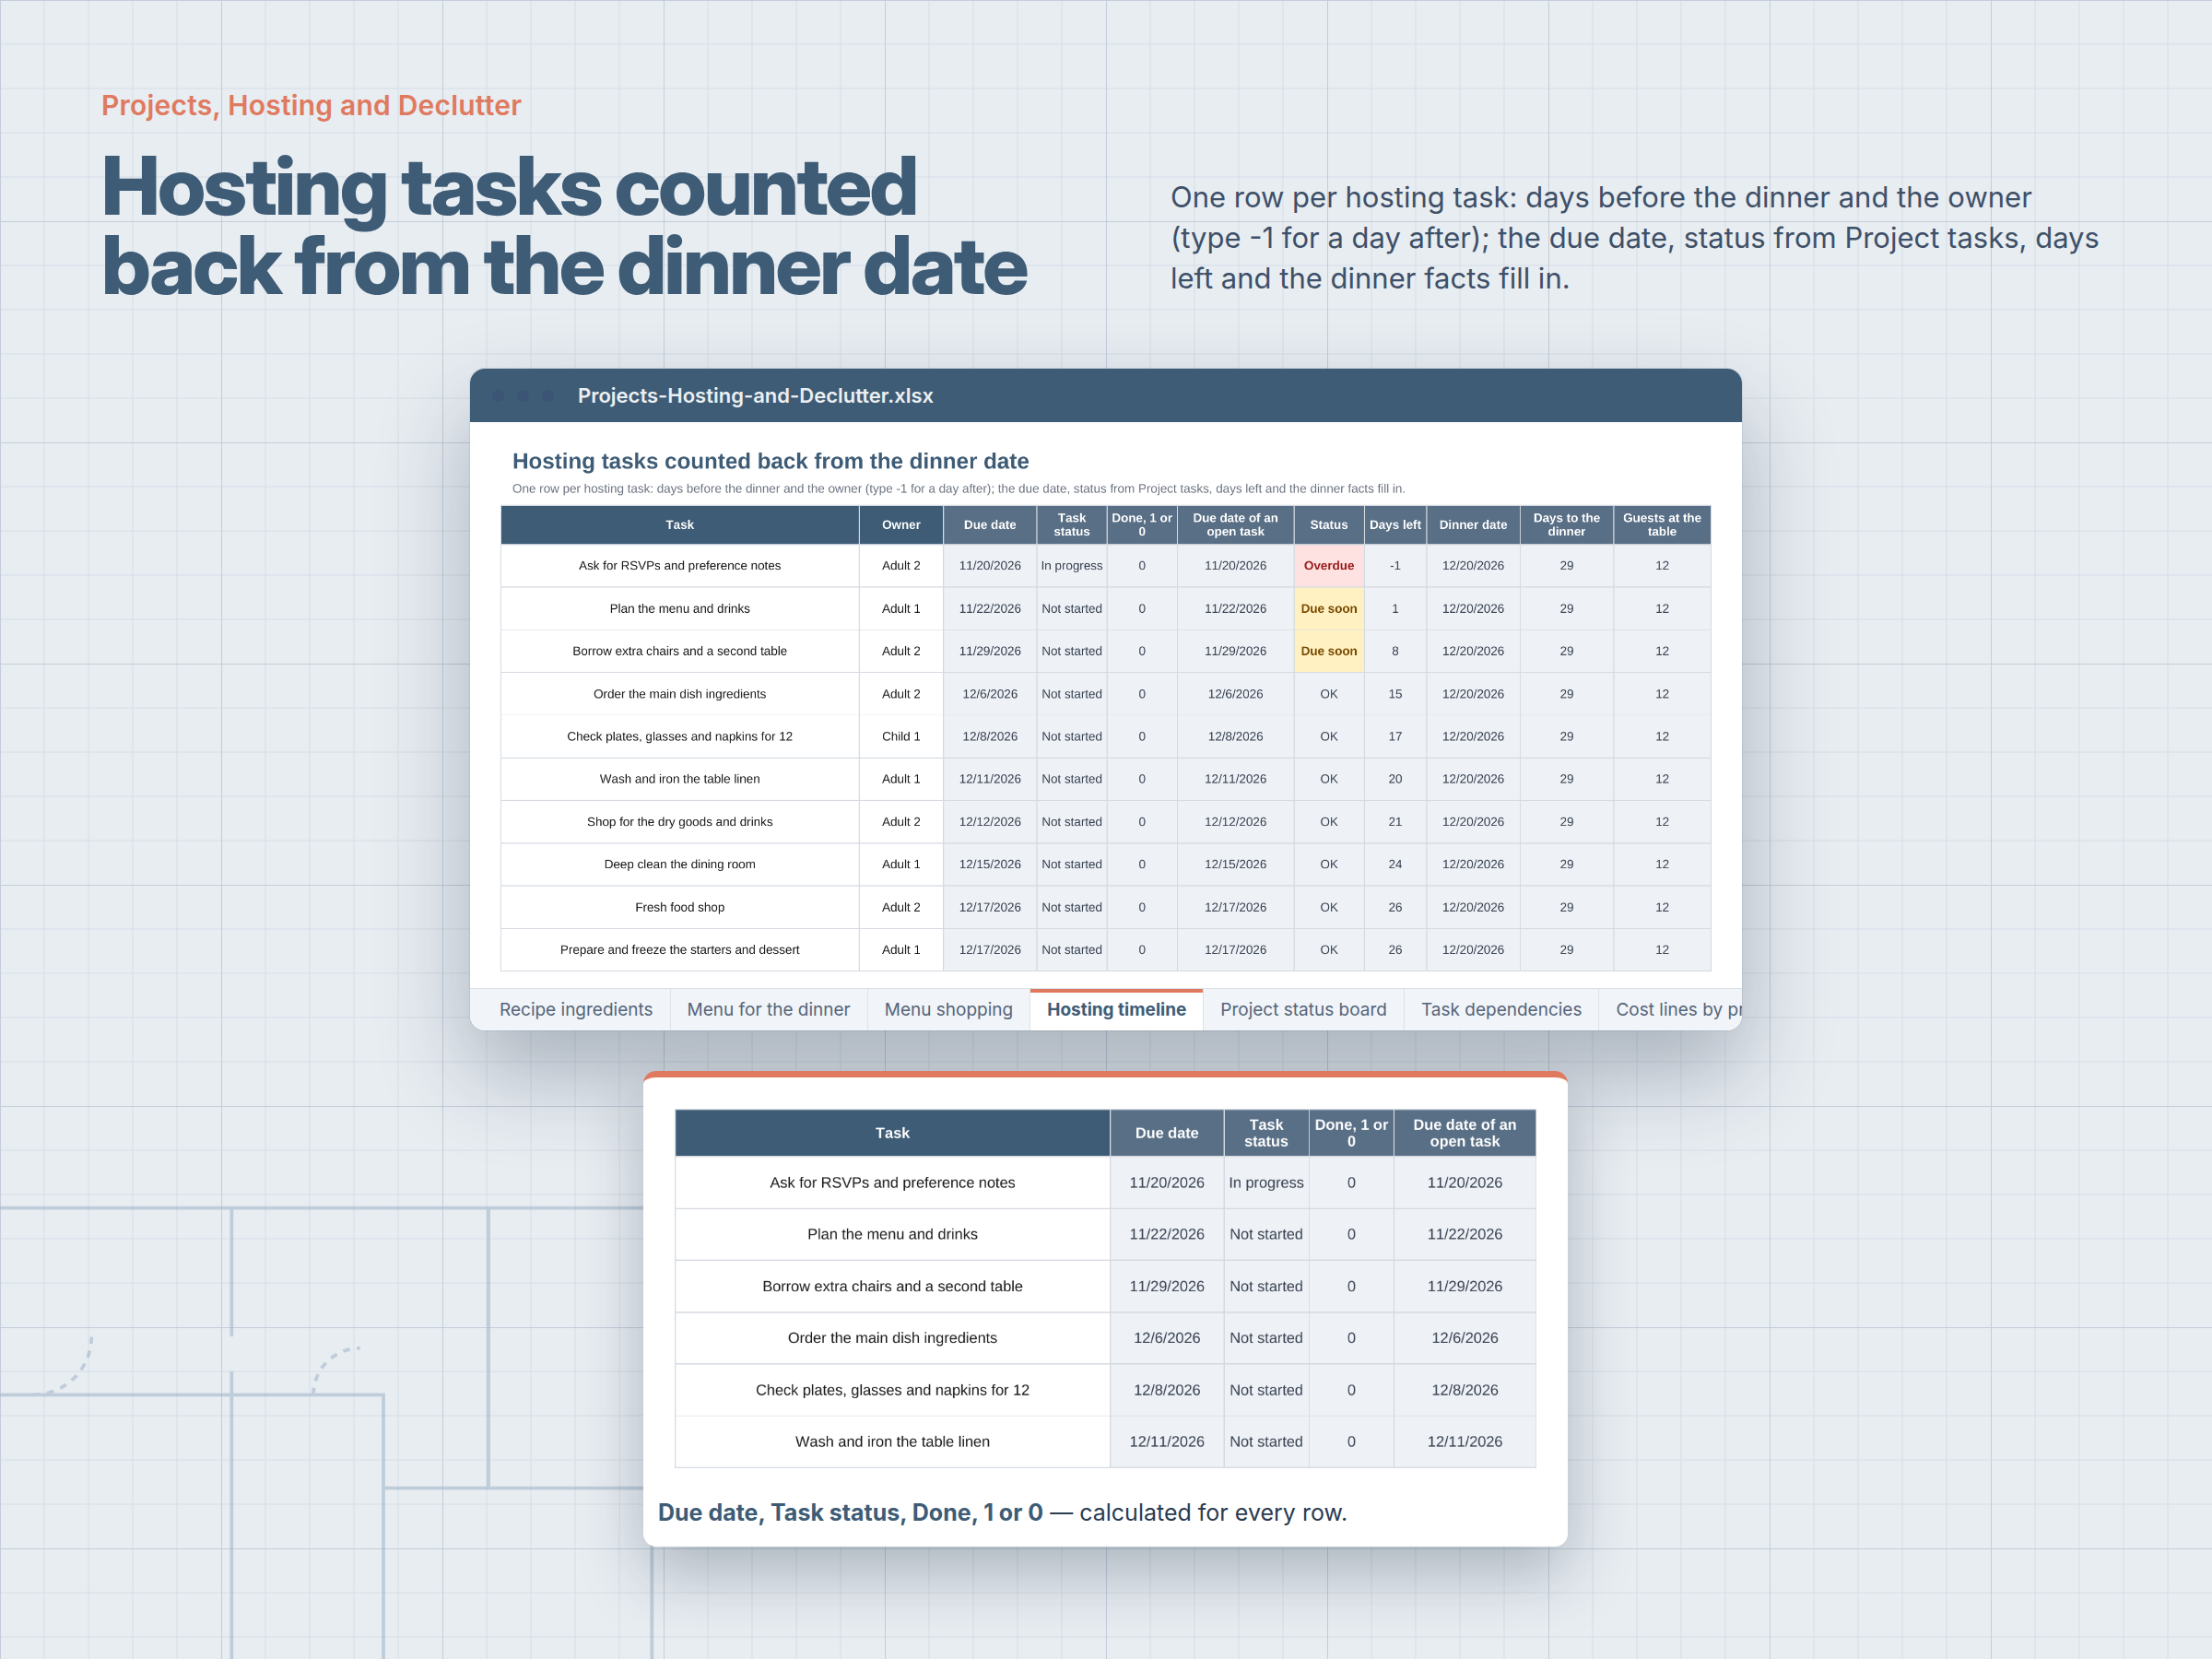 Projects, Hosting and Declutter
Hosting tasks counted
back from the dinner date
One row per hosting task: days before the dinner and the owner
(type -1 for a day after); the due date, status from Project tasks, days
left and the dinner facts fill in.
Projects-Hosting-and-Declutter.xlsx
Hosting tasks counted back from the dinner date
One row per hosting task: days before the dinner and the owner (type -1 for a day after); the due date, status from Project tasks, days left and the dinner facts fill in.
Task Owner Due date Task status Done, 1 or 0 Due date of an open task Status Days left Dinner date Days to the dinner Guests at the table
Ask for RSVPs and preference notes Adult 2 11/20/2026 In progress 0 11/20/2026 Overdue -1 12/20/2026 29 12
Plan the menu and drinks Adult 1 11/22/2026 Not started 0 11/22/2026 Due soon 1 12/20/2026 29 12
Borrow extra chairs and a second table Adult 2 11/29/2026 Not started 0 11/29/2026 Due soon 8 12/20/2026 29 12
Order the main dish ingredients Adult 2 12/6/2026 Not started 0 12/6/2026 OK 15 12/20/2026 29 12
Check plates, glasses and napkins for 12 Child 1 12/8/2026 Not started 0 12/8/2026 OK 17 12/20/2026 29 12
Wash and iron the table linen Adult 1 12/11/2026 Not started 0 12/11/2026 OK 20 12/20/2026 29 12
Shop for the dry goods and drinks Adult 2 12/12/2026 Not started 0 12/12/2026 OK 21 12/20/2026 29 12
Deep clean the dining room Adult 1 12/15/2026 Not started 0 12/15/2026 OK 24 12/20/2026 29 12
Fresh food shop Adult 2 12/17/2026 Not started 0 12/17/2026 OK 26 12/20/2026 29 12
Prepare and freeze the starters and dessert Adult 1 12/17/2026 Not started 0 12/17/2026 OK 26 12/20/2026 29 12
Recipe ingredients Menu for the dinner Menu shopping Hosting timeline Project status board Task dependencies Cost lines by pr
Task Due date Task status Done, 1 or 0 Due date of an open task
Ask for RSVPs and preference notes 11/20/2026 In progress 0 11/20/2026
Plan the menu and drinks 11/22/2026 Not started 0 11/22/2026
Borrow extra chairs and a second table 11/29/2026 Not started 0 11/29/2026
Order the main dish ingredients 12/6/2026 Not started 0 12/6/2026
Check plates, glasses and napkins for 12 12/8/2026 Not started 0 12/8/2026
Wash and iron the table linen 12/11/2026 Not started 0 12/11/2026
Due date, Task status, Done, 1 or 0 — calculated for every row.